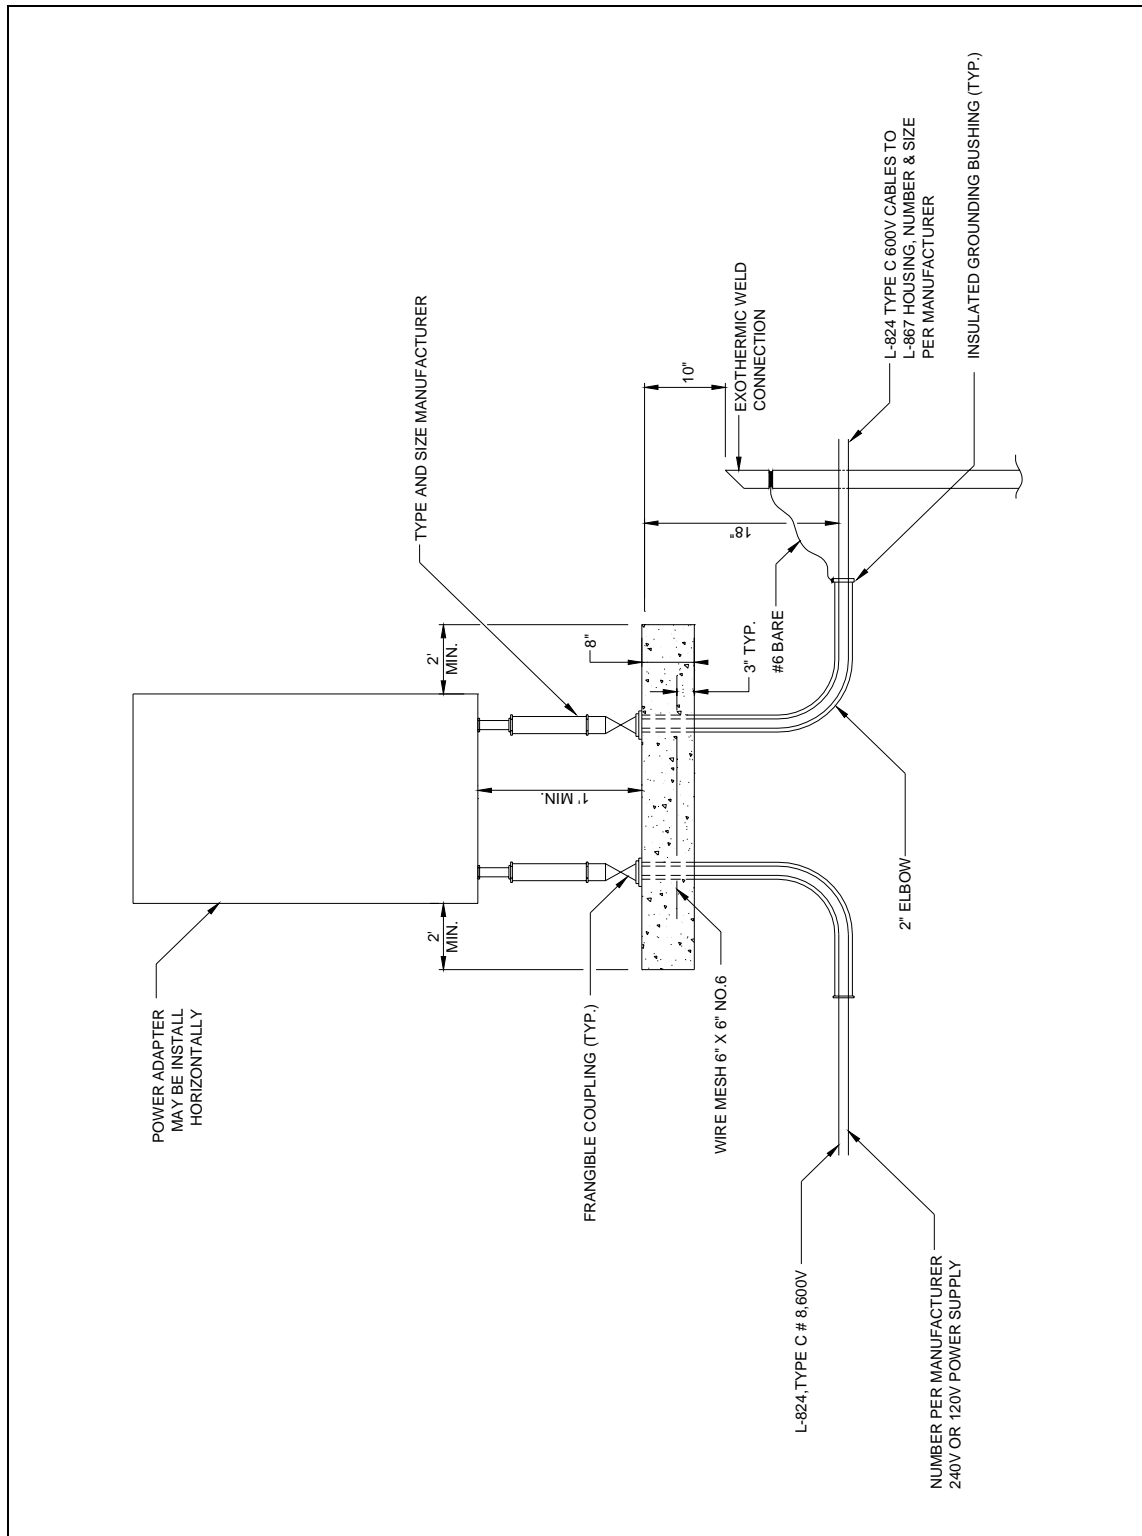 POWER ADAPTER
MAY BE INSTALL
HORIZONTALLY
2'
MIN.
2'
MIN.
TYPE AND SIZE MANUFACTURER
1' MIN.
FRANGIBLE COUPLING (TYP.)
8"
10"
18"
3" TYP.
EXOTHERMIC WELD
CONNECTION
#6 BARE
WIRE MESH 6" X 6" NO.6
L-824 TYPE C 600V CABLES TO
L-867 HOUSING, NUMBER & SIZE
PER MANUFACTURER
INSULATED GROUNDING BUSHING (TYP.)
2" ELBOW
L-824,TYPE C # 8,600V
NUMBER PER MANUFACTURER
240V OR 120V POWER SUPPLY